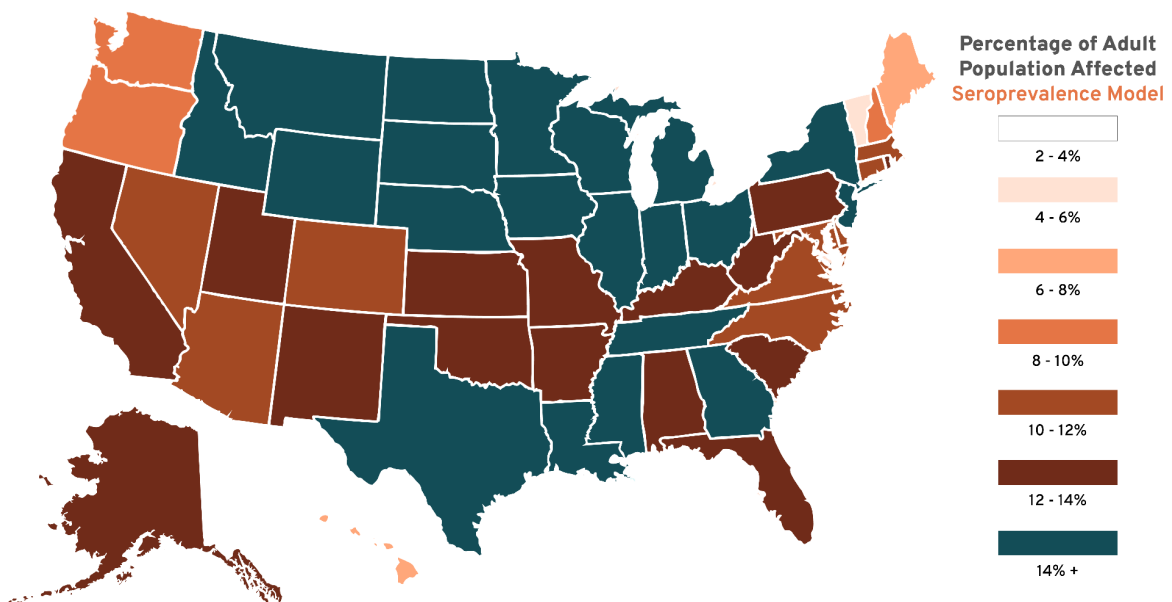 Percentage of Adult
Population Affected
Seroprevalence Model
2 - 4%
4 - 6%
6 - 8%
8 - 10%
10 - 12%
12 - 14%
14% +